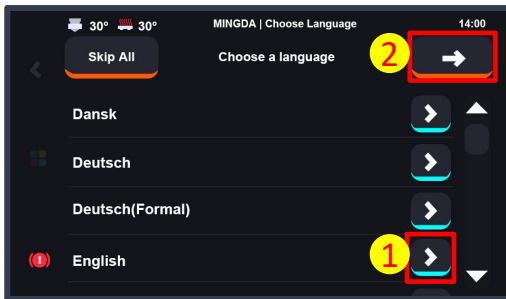 30° 30° MINGDA | Choose Language 14:00
Skip All Choose a language 2
Dansk
Deutsch
Deutsch(Formal)
1
English